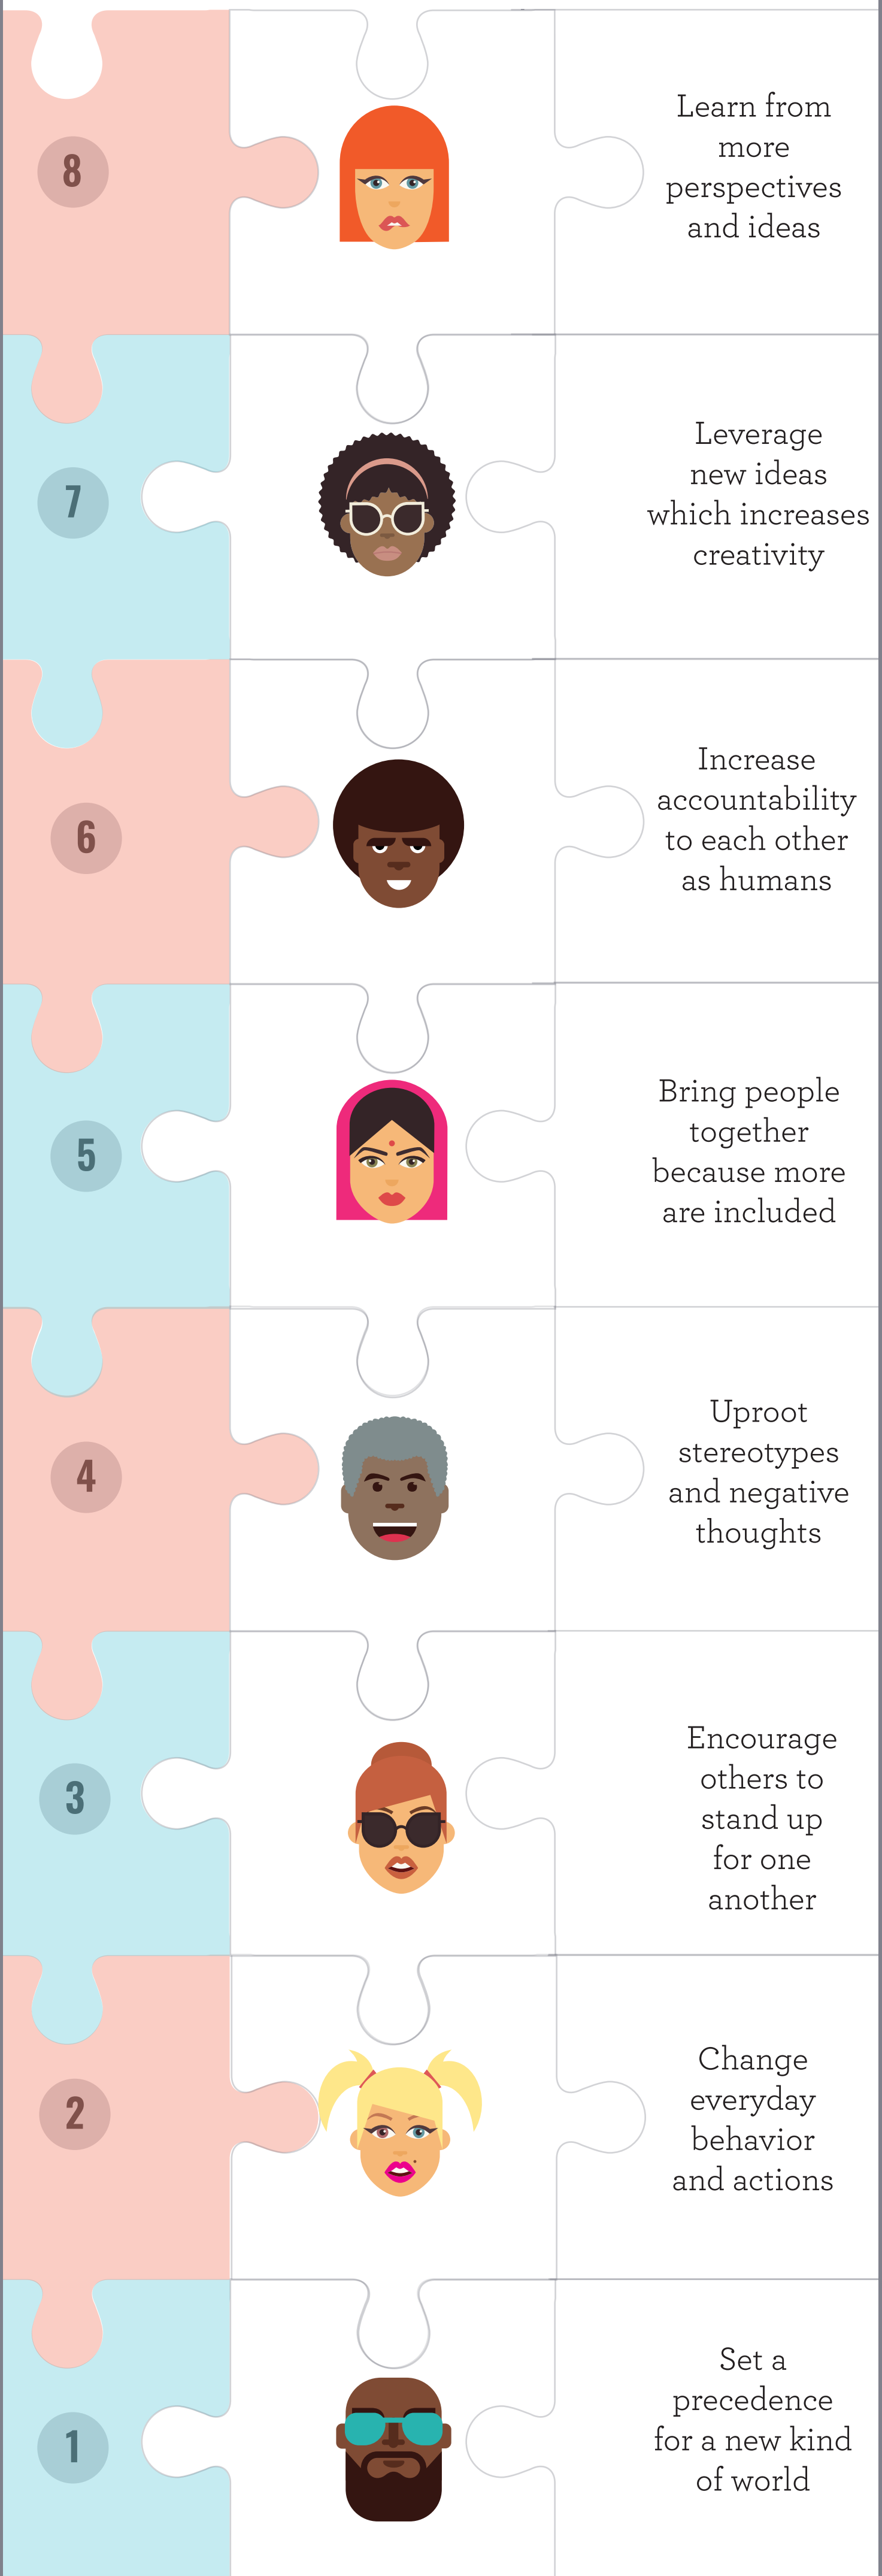 8
Learn from
more
perspectives
and ideas
7
Leverage
new ideas
which increases
creativity
6
Increase
accountability
to each other
as humans
5
Bring people
together
because more
are included
4
Uproot
stereotypes
and negative
thoughts
3
Encourage
others to
stand up
for one
another
2
Change
everyday
behavior
and actions
1
Set a
precedence
for a new kind
of world